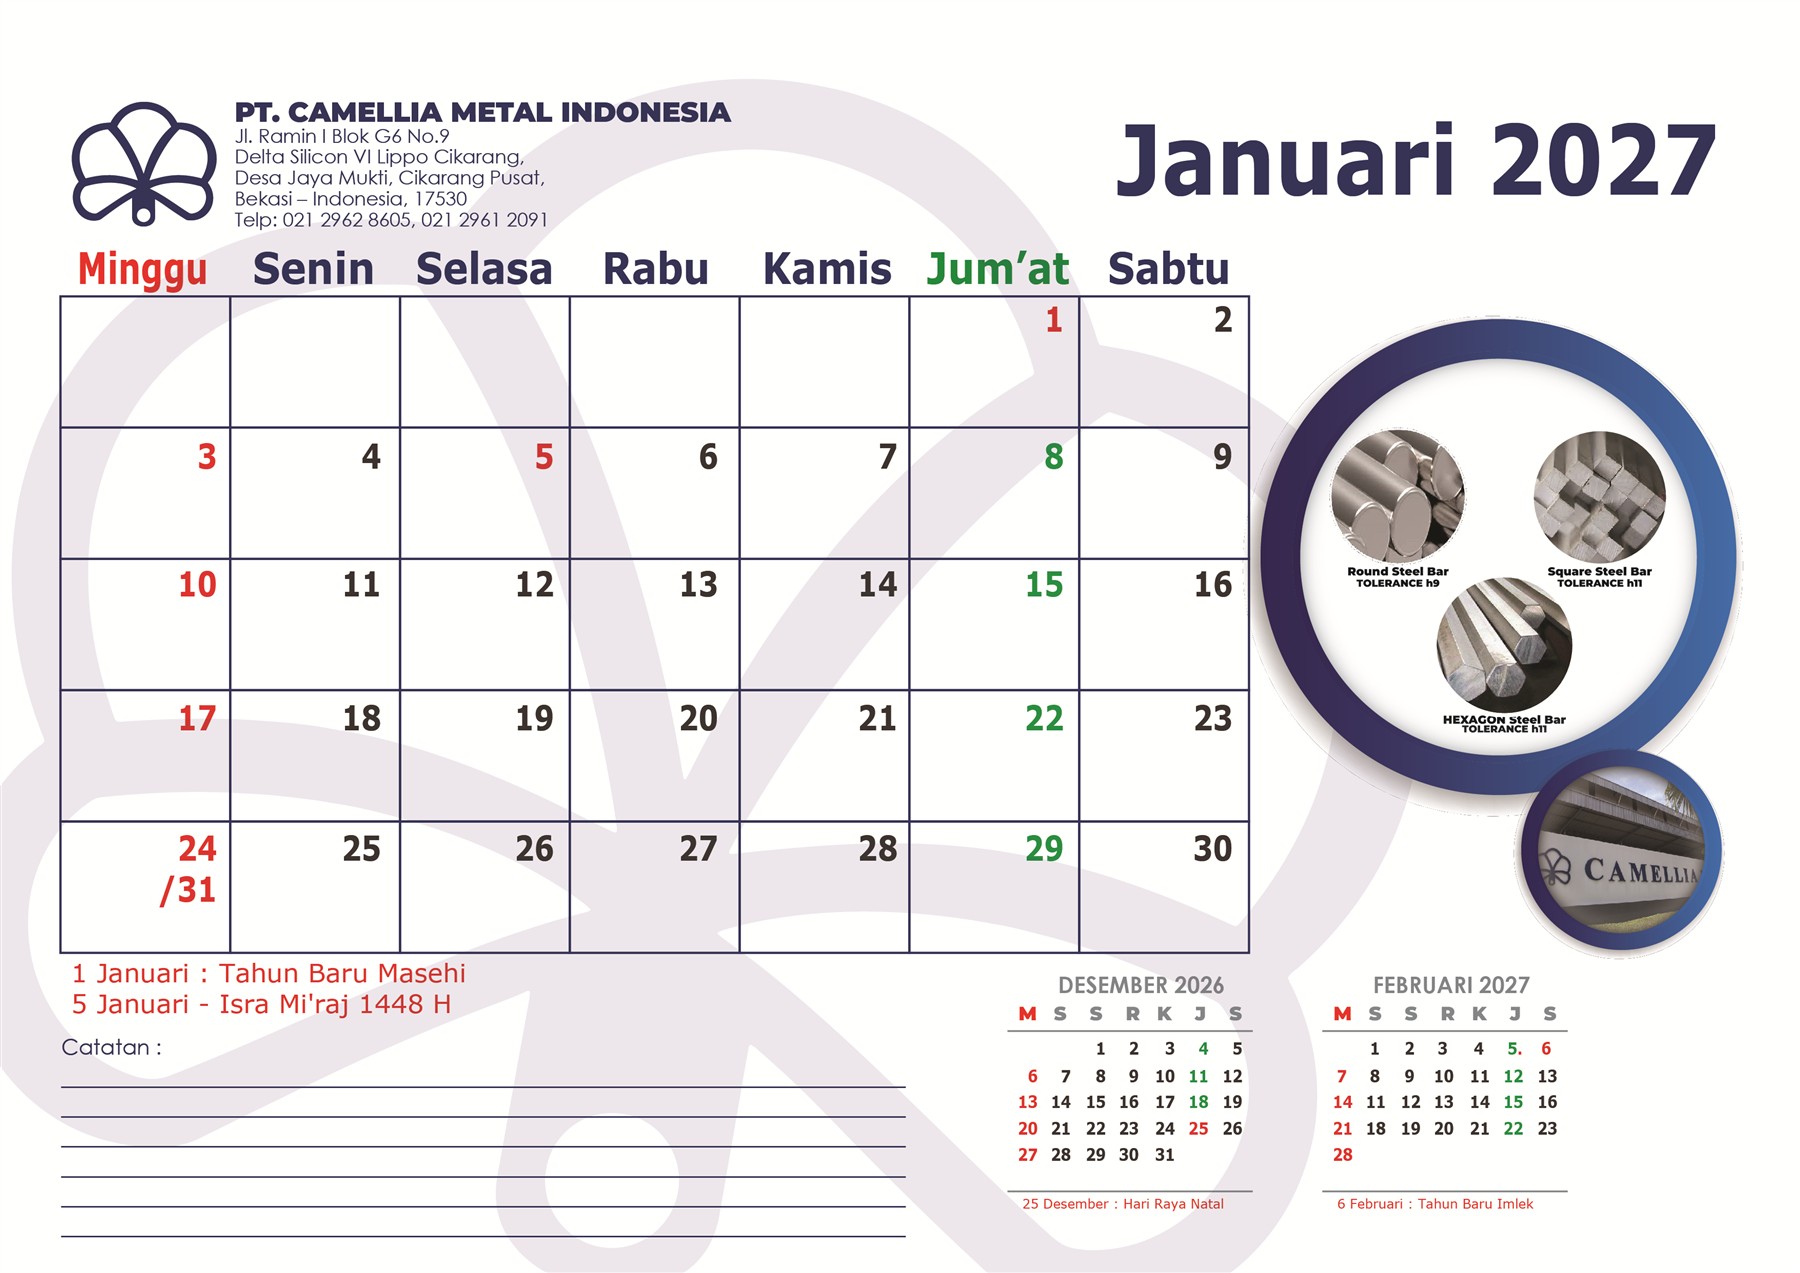 PT. CAMELLIA METAL INDONESIA
Jl. Ramin I Blok G6 No.9
Delta Silicon VI Lippo Cikarang,
Desa Jaya Mukti, Cikarang Pusat,
Bekasi – Indonesia, 17530
Telp: 021 2962 8605, 021 2961 2091
Januari 2027
Minggu Senin Selasa Rabu Kamis Jum’at Sabtu
1 2
3 4 5 6 7 8 9
10 11 12 13 14 15 16
17 18 19 20 21 22 23
24 25 26 27 28 29 30
/31
Round Steel Bar
TOLERANCE h9
Square Steel Bar
TOLERANCE h11
HEXAGON Steel Bar
TOLERANCE h11
CAMELLIA
1 Januari : Tahun Baru Masehi
5 Januari - Isra Mi'raj 1448 H
Catatan :
DESEMBER 2026
M S S R K J S
1 2 3 4 5
6 7 8 9 10 11 12
13 14 15 16 17 18 19
20 21 22 23 24 25 26
27 28 29 30 31
25 Desember : Hari Raya Natal
FEBRUARI 2027
M S S R K J S
1 2 3 4 5. 6
7 8 9 10 11 12 13
14 11 12 13 14 15 16
21 18 19 20 21 22 23
28
6 Februari : Tahun Baru Imlek